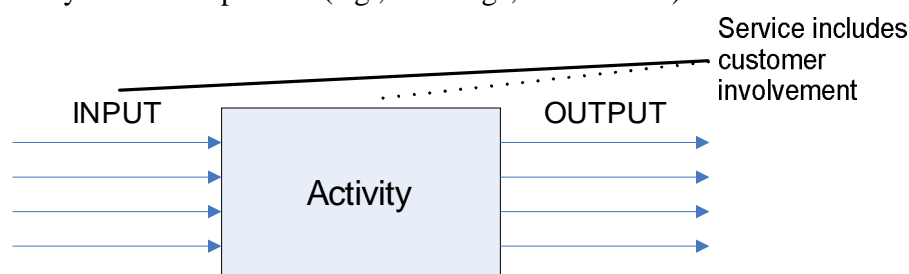 Service includes
customer
involvement
INPUT
OUTPUT
Activity